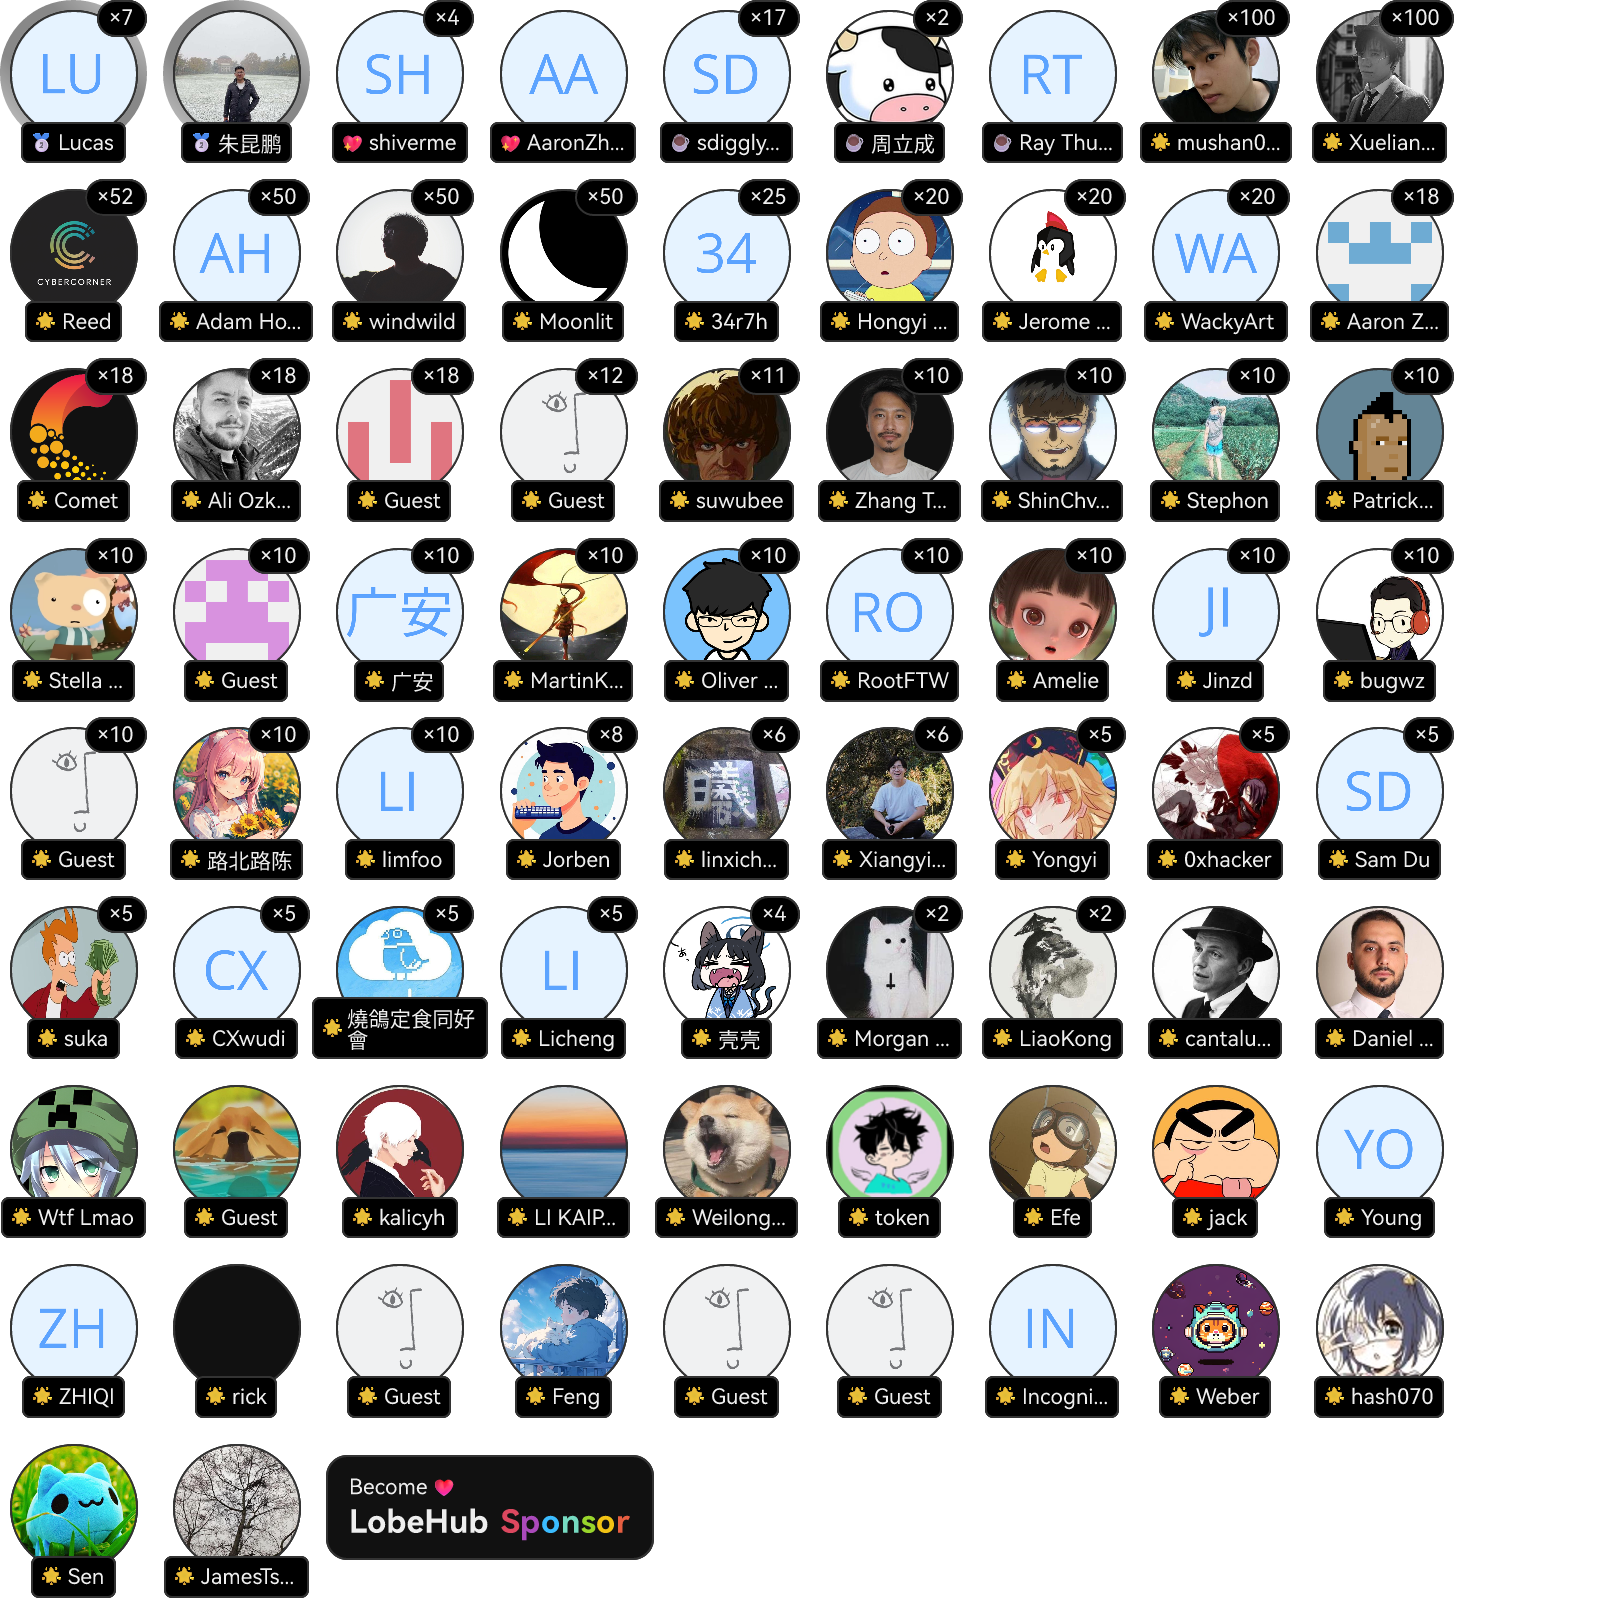 LU ×7
Lucas
朱昆鹏
SH ×4
shiverme
AA
AaronZh...
SD ×17
sdiggly...
×2
周立成
RT
Ray Thu...
×100
mushan0...
×100
Xuelian...
CYBERCORNER ×52
Reed
AH ×50
Adam Ho...
×50
windwild
×50
Moonlit
34 ×25
34r7h
×20
Hongyi ...
×20
Jerome ...
WA ×20
WackyArt
×18
Aaron Z...
×18
Comet
×18
Ali Ozk...
×18
Guest
×12
Guest
×11
suwubee
×10
Zhang T...
×10
ShinChv...
×10
Stephon
×10
Patrick...
×10
Stella ...
×10
Guest
广安 ×10
广安
×10
MartinK...
×10
Oliver ...
RO ×10
RootFTW
×10
Amelie
JI ×10
Jinzd
×10
bugwz
×10
Guest
×10
路北路陈
LI ×10
limfoo
×8
Jorben
×6
linxich...
×6
Xiangyi...
×5
Yongyi
×5
0xhacker
SD ×5
Sam Du
×5
suka
CX ×5
CXwudi
×5
燒鴿定食同好
會
LI ×5
Licheng
×4
壳壳
×2
Morgan ...
×2
LiaoKong
cantalu...
Daniel ...
Wtf Lmao
Guest
kalicyh
LI KAIP...
Weilong...
token
Efe
jack
YO
Young
ZH
ZHIQI
rick
Guest
Feng
Guest
Guest
IN
Incogni...
Weber
hash070
Sen
JamesTs...
Become
LobeHub Sponsor